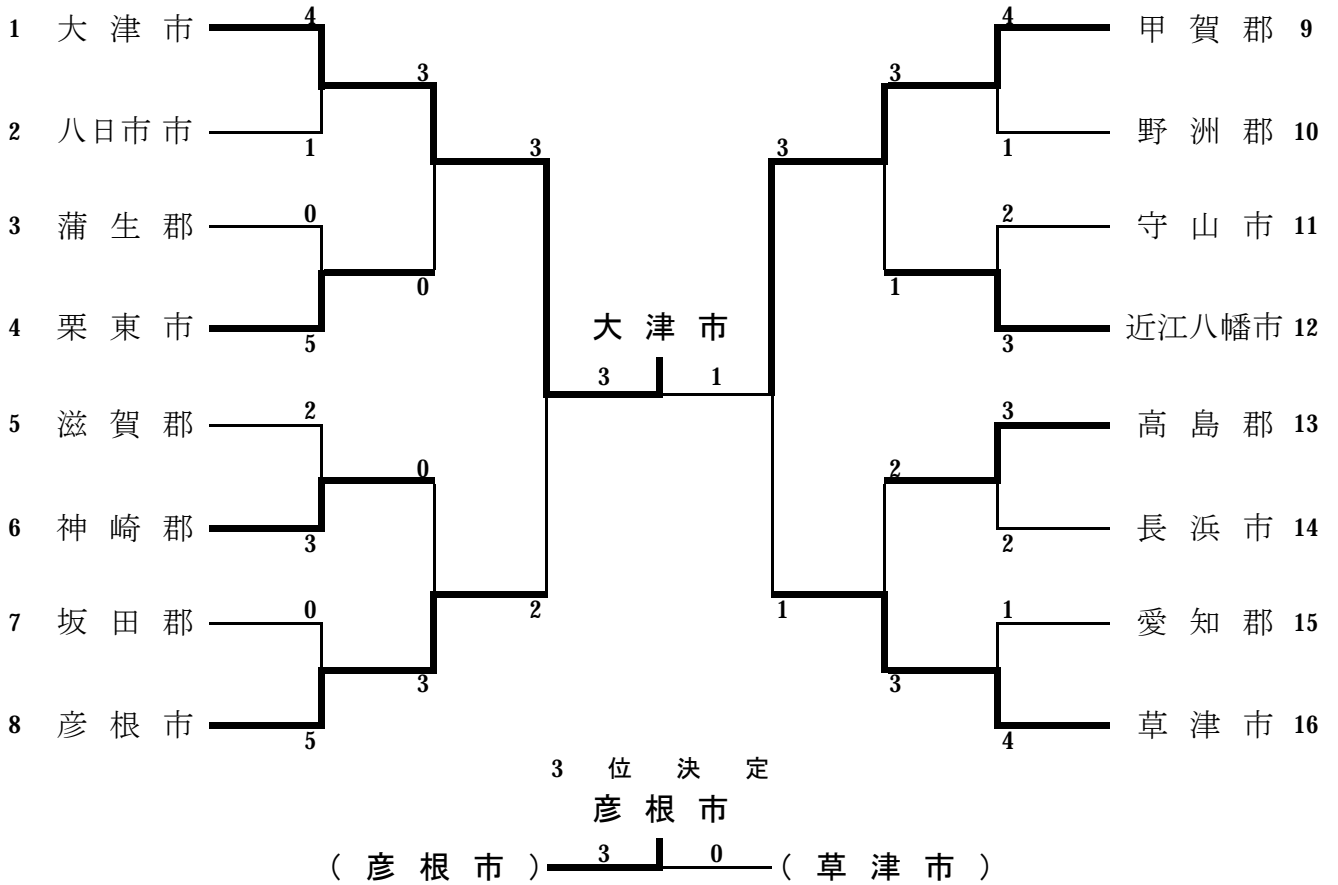 1 大津市 4 4 甲賀郡 9
3 3
2 八日市市 1 1 野洲郡 10
3 3
3 蒲生郡 0 2 守山市 11
0 1
4 栗東市 5 3 近江八幡市 12
大津市
3 1
5 滋賀郡 2 3 高島郡 13
0 2
6 神崎郡 3 2 長浜市 14
2 1
7 坂田郡 0 1 愛知郡 15
3 3
8 彦根市 5 4 草津市 16
3位決定
彦根市
(彦根市) 3 0 (草津市)